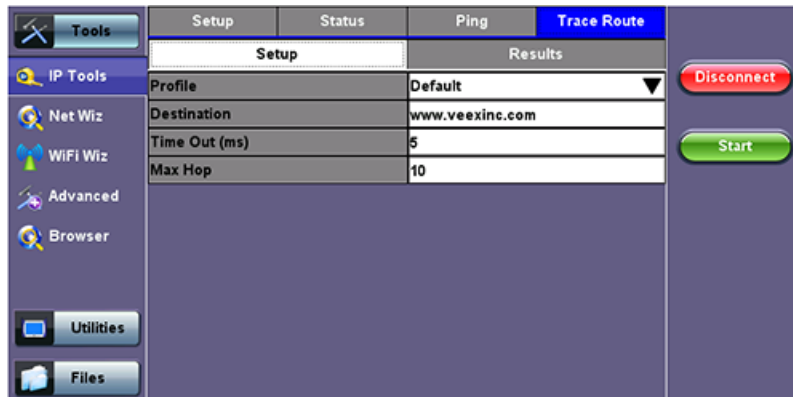 Tools
Setup
Status
Ping
Trace Route
Setup
Results
IP Tools
Net Wiz
WiFi Wiz
Advanced
Browser
Utilities
Files
Profile
Default
Destination
www.veexinc.com
Time Out (ms)
5
Max Hop
10
Disconnect
Start